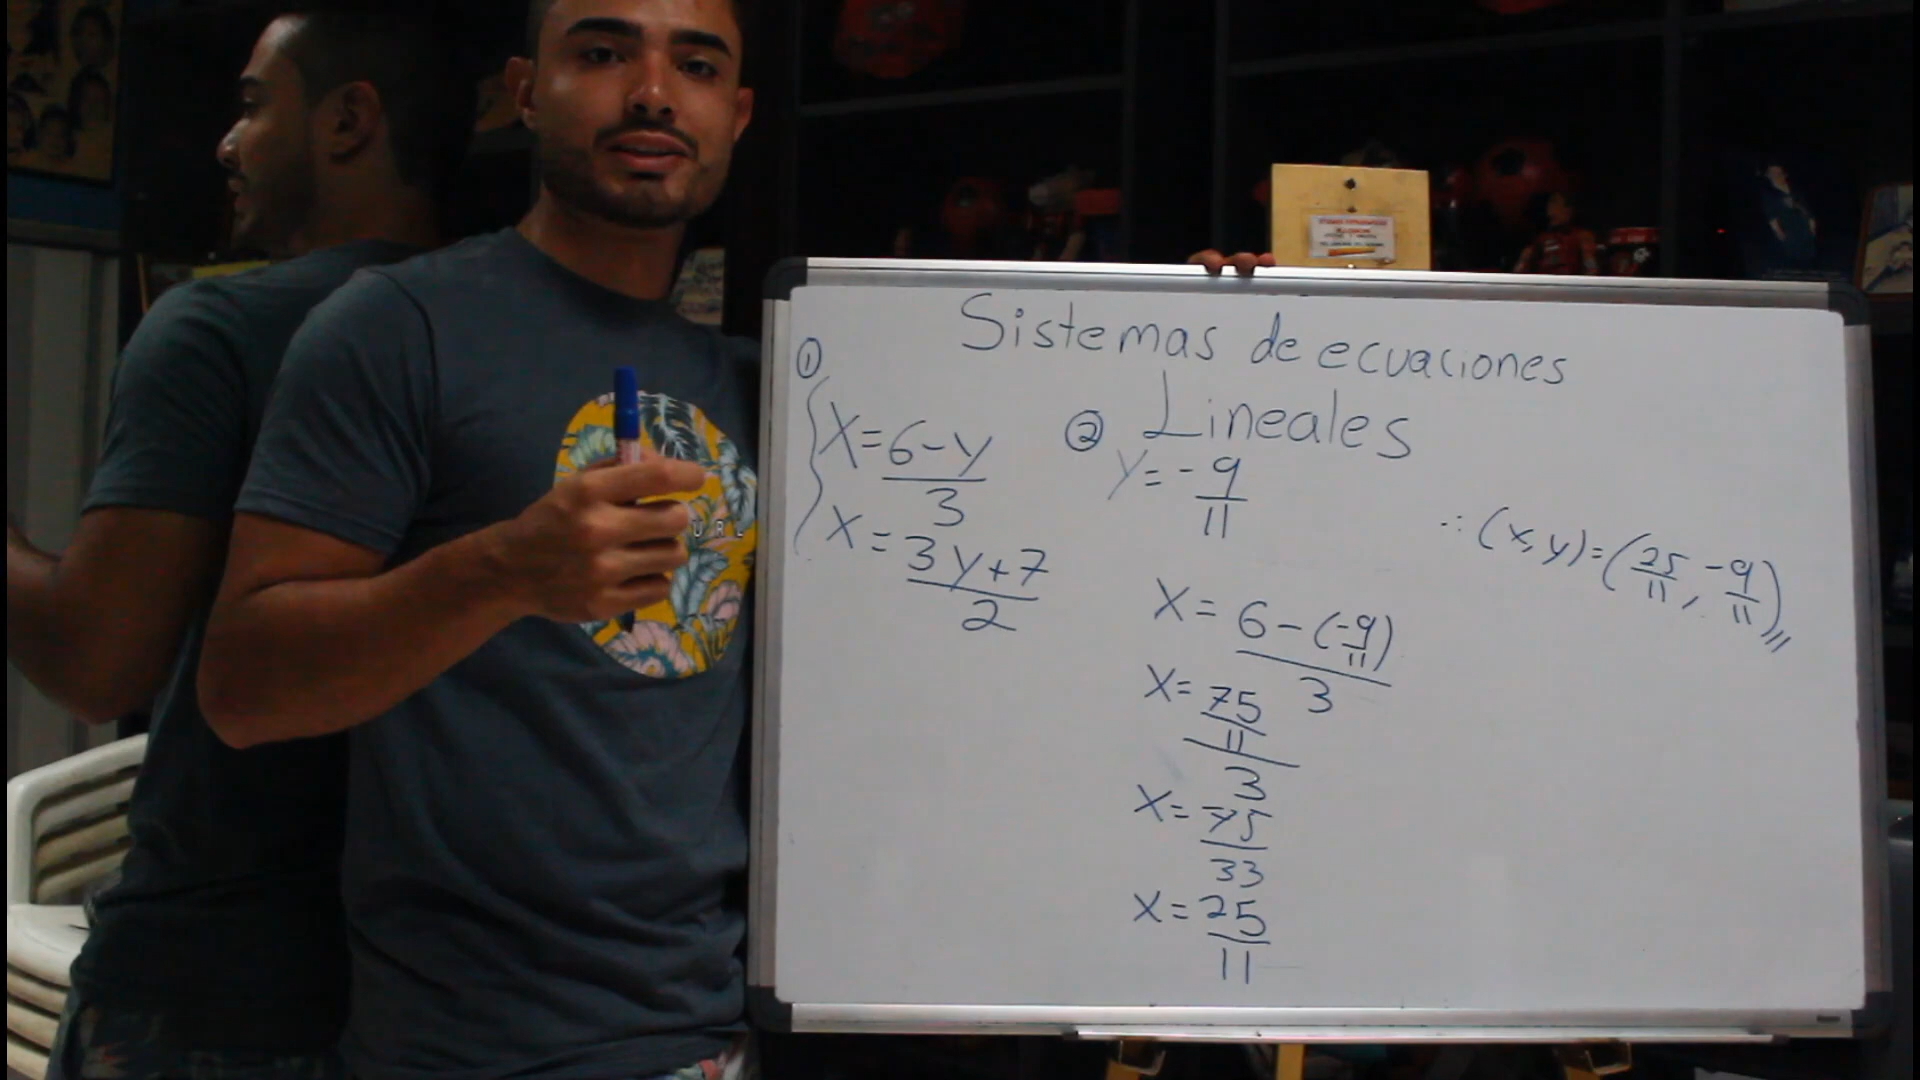 Sistemas de ecuaciones
Lineales
①
X=6-y/3
X=3y+7/2
②
y=-9/11
X=6-(-9/11)/3
X=75/11/3
X=75/33
X=25/11
∴(x,y)=(25/11,-9/11)
URL